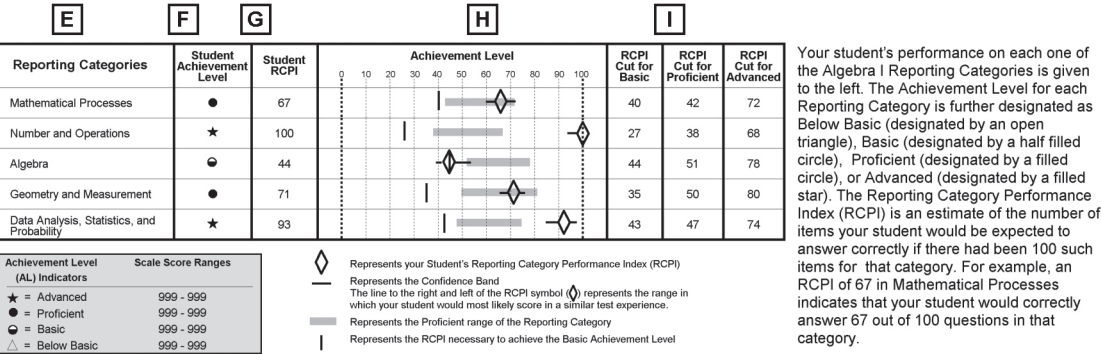 E F G H I
Reporting Categories Student Achievement Level Student RCPI Achievement Level RCPI Cut for Basic RCPI Cut for Proficient RCPI Cut for Advanced
0 10 20 30 40 50 60 70 80 90 100
Mathematical Processes 67 40 42 72
Number and Operations 100 27 38 68
Algebra 44 44 51 78
Geometry and Measurement 71 35 50 80
Data Analysis, Statistics, and
Probability 93 43 47 74
Achievement Level Scale Score Ranges
(AL) Indicators
★ = Advanced 999 - 999
● = Proficient 999 - 999
◒ = Basic 999 - 999
△ = Below Basic 999 - 999
Represents your Student's Reporting Category Performance Index (RCPI)
Represents the Confidence Band
The line to the right and left of the RCPI symbol (◊) represents the range in
which your student would most likely score in a similar test experience.
Represents the Proficient range of the Reporting Category
Represents the RCPI necessary to achieve the Basic Achievement Level
Your student's performance on each one of
the Algebra I Reporting Categories is given
to the left. The Achievement Level for each
Reporting Category is further designated as
Below Basic (designated by an open
triangle), Basic (designated by a half filled
circle), Proficient (designated by a filled
circle), or Advanced (designated by a filled
star). The Reporting Category Performance
Index (RCPI) is an estimate of the number of
items your student would be expected to
answer correctly if there had been 100 such
items for that category. For example, an
RCPI of 67 in Mathematical Processes
indicates that your student would correctly
answer 67 out of 100 questions in that
category.